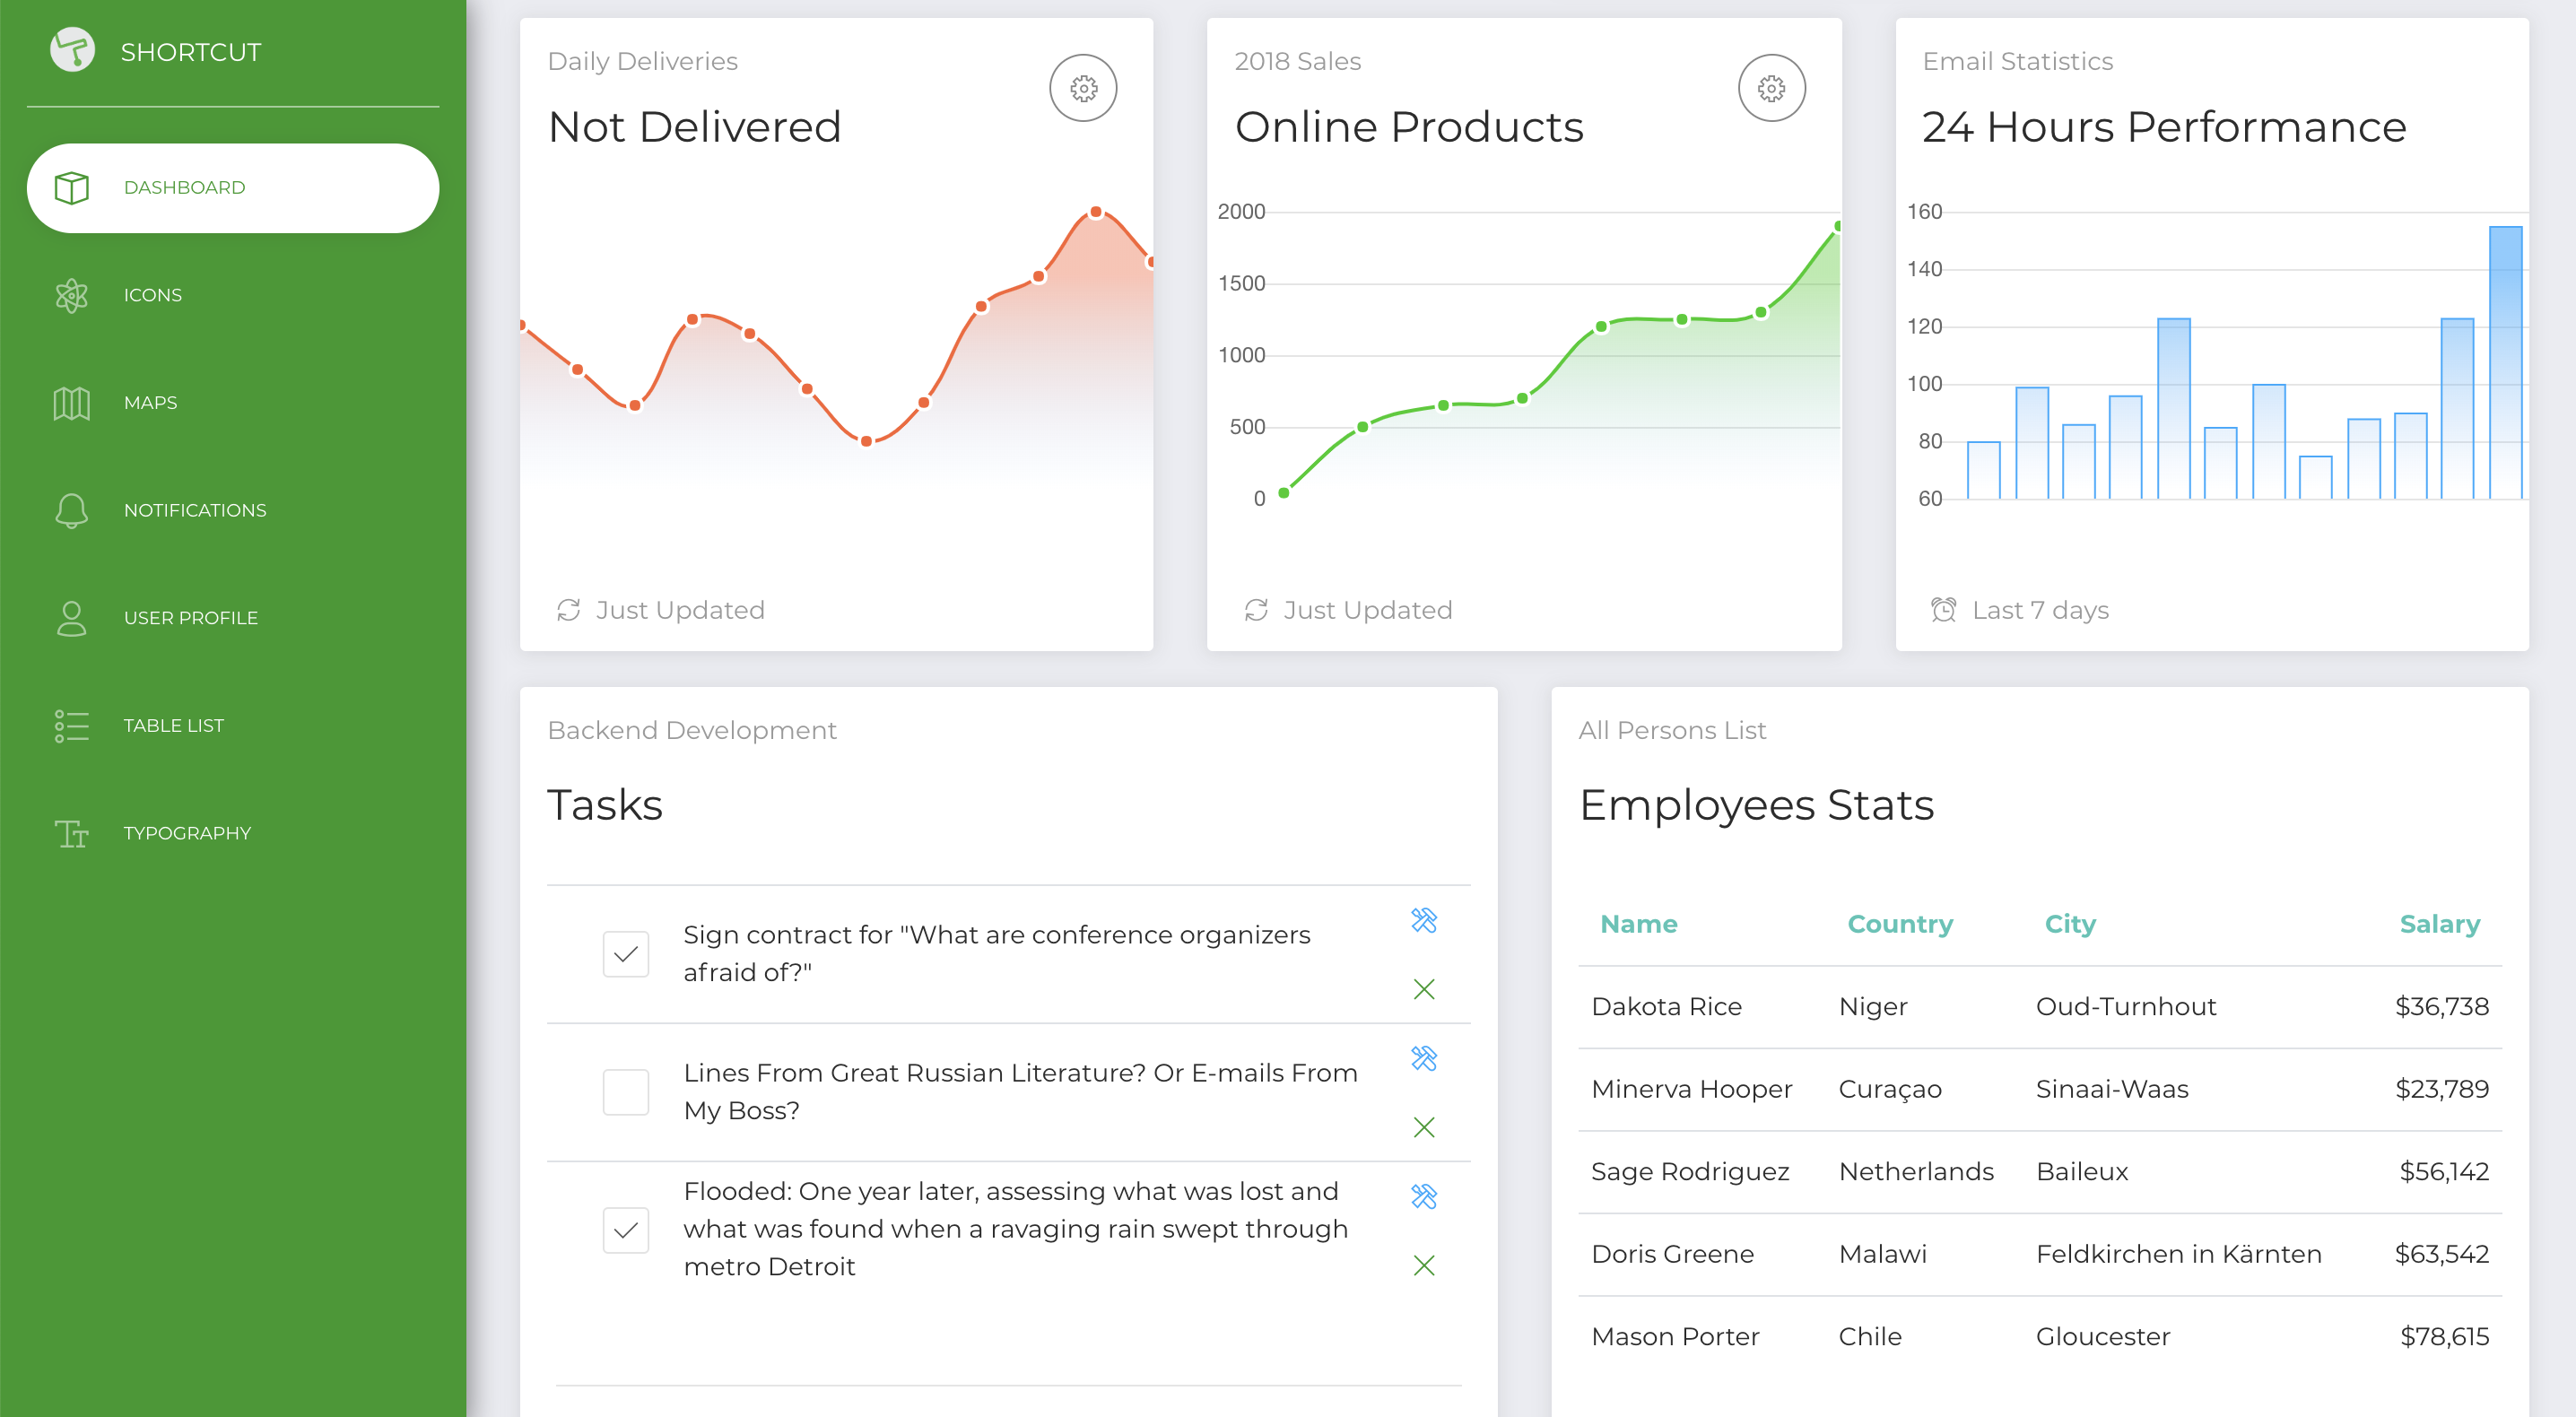 SHORTCUT
DASHBOARD
ICONS
MAPS
NOTIFICATIONS
USER PROFILE
TABLE LIST
TYPOGRAPHY
Daily Deliveries
Not Delivered
Just Updated
2018 Sales
Online Products
2000
1500
1000
500
0
Just Updated
Email Statistics
24 Hours Performance
160
140
120
100
80
60
Last 7 days
Backend Development
Tasks
Sign contract for "What are conference organizers
afraid of?"
Lines From Great Russian Literature? Or E-mails From
My Boss?
Flooded: One year later, assessing what was lost and
what was found when a ravaging rain swept through
metro Detroit
All Persons List
Employees Stats
Name Country City Salary
Dakota Rice Niger Oud-Turnhout $36,738
Minerva Hooper Curaçao Sinaai-Waas $23,789
Sage Rodriguez Netherlands Baileux $56,142
Doris Greene Malawi Feldkirchen in Kärnten $63,542
Mason Porter Chile Gloucester $78,615